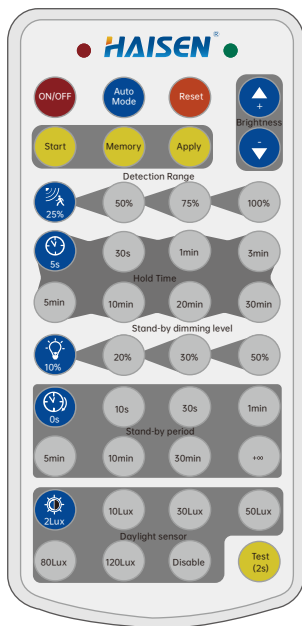 HAISEN®
ON/OFF
Auto
Mode
Reset
+
Brightness
-
Start
Memory
Apply
Detection Range
25%
50%
75%
100%
5s
30s
1min
3min
Hold Time
5min
10min
20min
30min
Stand-by dimming level
10%
20%
30%
50%
0s
10s
30s
1min
Stand-by period
5min
10min
30min
+∞
2Lux
10Lux
30Lux
50Lux
Daylight sensor
80Lux
120Lux
Disable
Test
(2s)